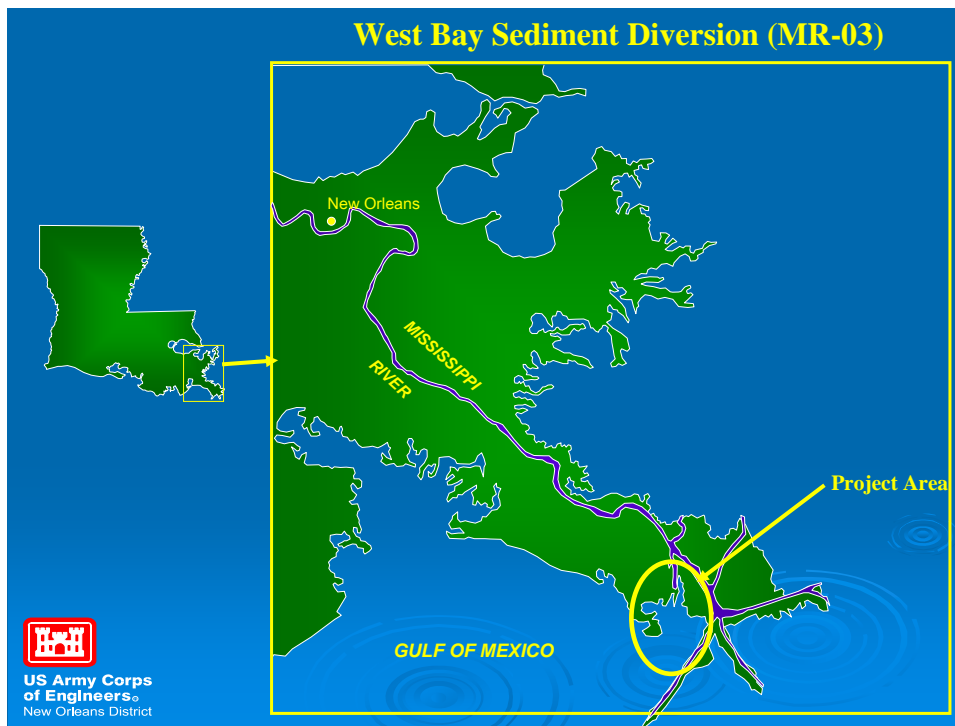 West Bay Sediment Diversion (MR-03)
New Orleans
MISSISSIPPI
RIVER
Project Area
GULF OF MEXICO
US Army Corps
of Engineers®
New Orleans District